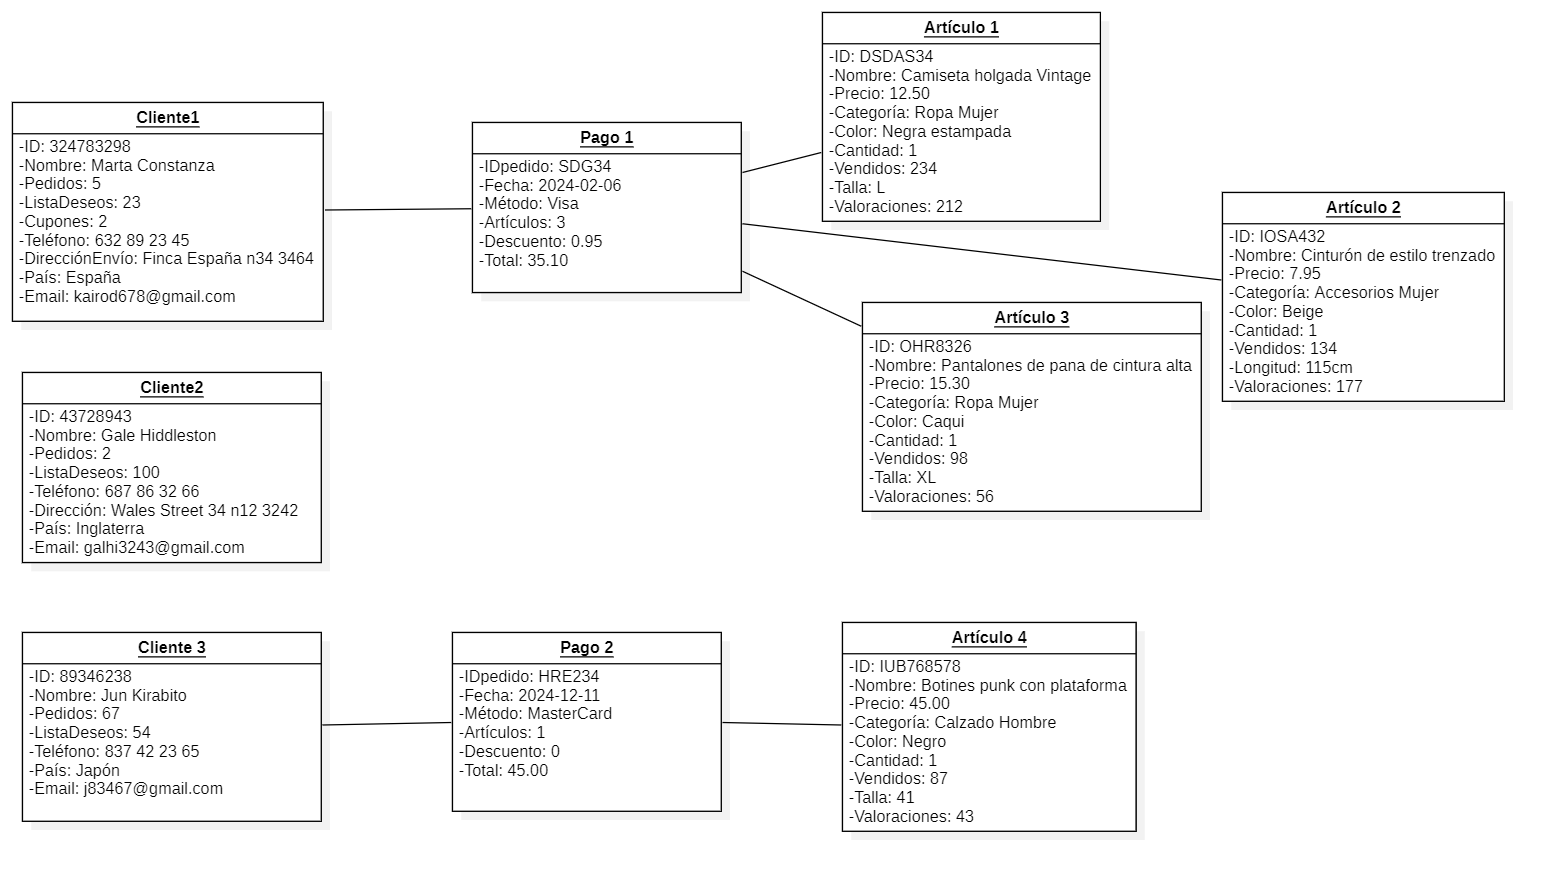 Cliente1
-ID: 324783298
-Nombre: Marta Constanza
-Pedidos: 5
-ListaDeseos: 23
-Cupones: 2
-Teléfono: 632 89 23 45
-DirecciónEnvío: Finca España n34 3464
-País: España
-Email: kairod678@gmail.com
Pago 1
-IDpedido: SDG34
-Fecha: 2024-02-06
-Método: Visa
-Artículos: 3
-Descuento: 0.95
-Total: 35.10
Artículo 1
-ID: DSDAS34
-Nombre: Camiseta holgada Vintage
-Precio: 12.50
-Categoría: Ropa Mujer
-Color: Negra estampada
-Cantidad: 1
-Vendidos: 234
-Talla: L
-Valoraciones: 212
Artículo 2
-ID: IOSA432
-Nombre: Cinturón de estilo trenzado
-Precio: 7.95
-Categoría: Accesorios Mujer
-Color: Beige
-Cantidad: 1
-Vendidos: 134
-Longitud: 115cm
-Valoraciones: 177
Artículo 3
-ID: OHR8326
-Nombre: Pantalones de pana de cintura alta
-Precio: 15.30
-Categoría: Ropa Mujer
-Color: Caqui
-Cantidad: 1
-Vendidos: 98
-Talla: XL
-Valoraciones: 56
Cliente2
-ID: 43728943
-Nombre: Gale Hiddleston
-Pedidos: 2
-ListaDeseos: 100
-Teléfono: 687 86 32 66
-Dirección: Wales Street 34 n12 3242
-País: Inglaterra
-Email: galhi3243@gmail.com
Cliente 3
-ID: 89346238
-Nombre: Jun Kirabito
-Pedidos: 67
-ListaDeseos: 54
-Teléfono: 837 42 23 65
-País: Japón
-Email: j83467@gmail.com
Pago 2
-IDpedido: HRE234
-Fecha: 2024-12-11
-Método: MasterCard
-Artículos: 1
-Descuento: 0
-Total: 45.00
Artículo 4
-ID: IUB768578
-Nombre: Botines punk con plataforma
-Precio: 45.00
-Categoría: Calzado Hombre
-Color: Negro
-Cantidad: 1
-Vendidos: 87
-Talla: 41
-Valoraciones: 43